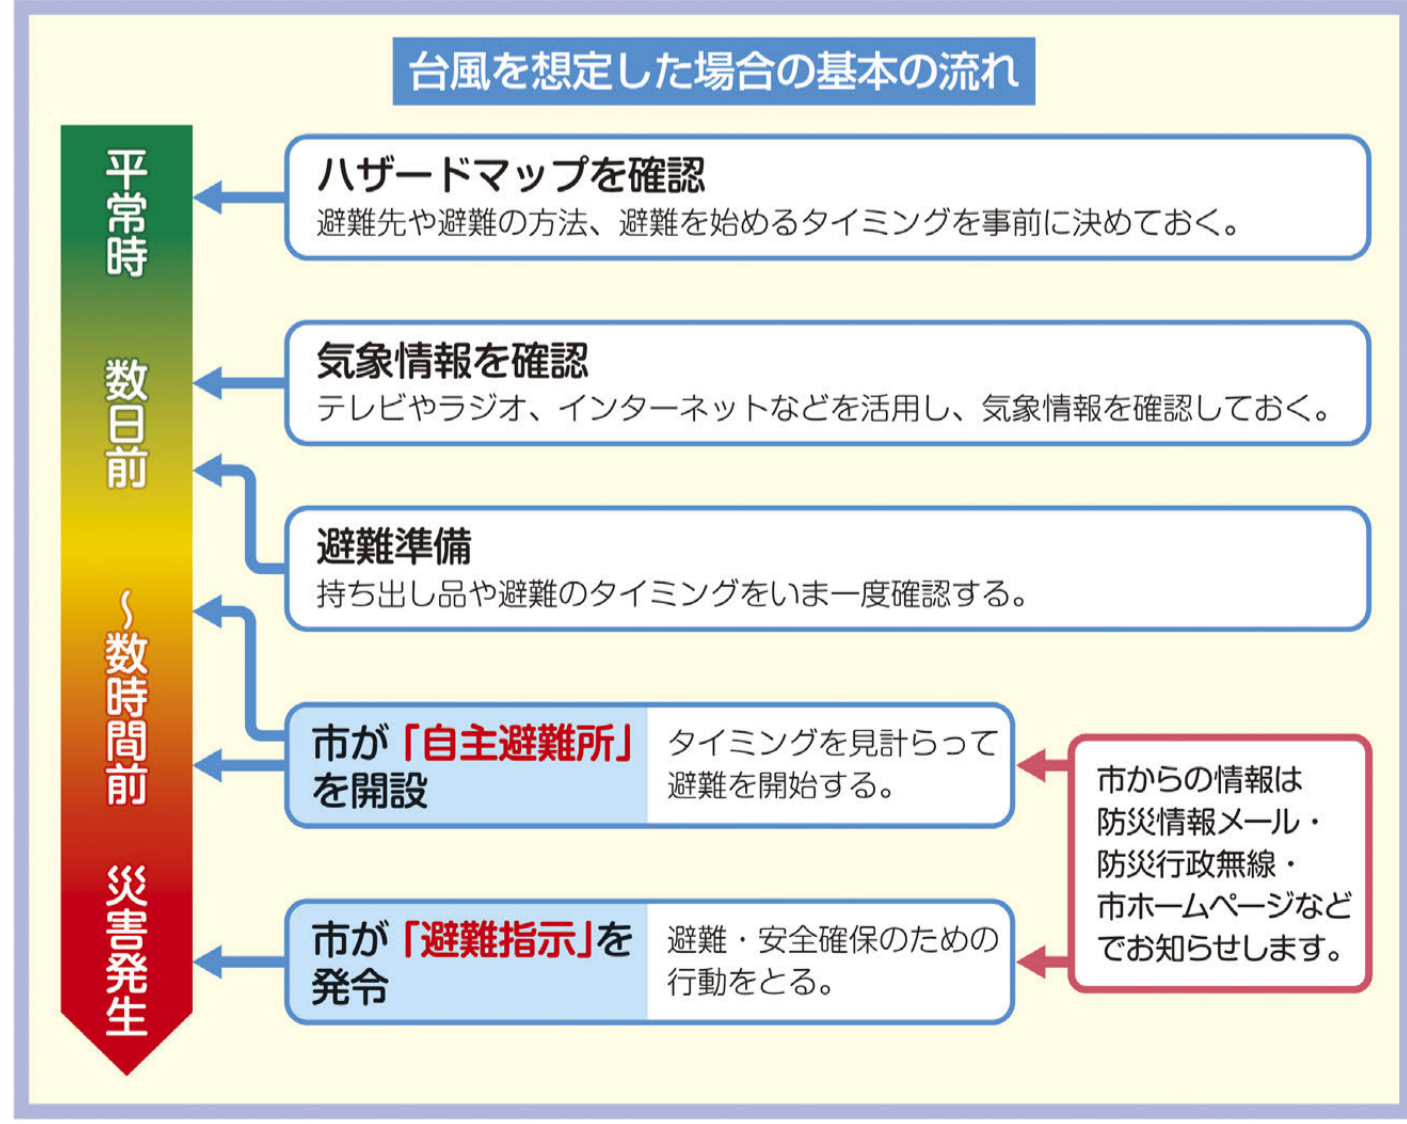 台風を想定した場合の基本の流れ
平常時
ハザードマップを確認
避難先や避難の方法、避難を始めるタイミングを事前に決めておく。
数日前
気象情報を確認
テレビやラジオ、インターネットなどを活用し、気象情報を確認しておく。
避難準備
持ち出し品や避難のタイミングをいま一度確認する。
～数時間前
市が「自主避難所」
を開設
タイミングを見計らって
避難を開始する。
市からの情報は
防災情報メール・
防災行政無線・
市ホームページなど
でお知らせします。
災害発生
市が「避難指示」を
発令
避難・安全確保のための
行動をとる。